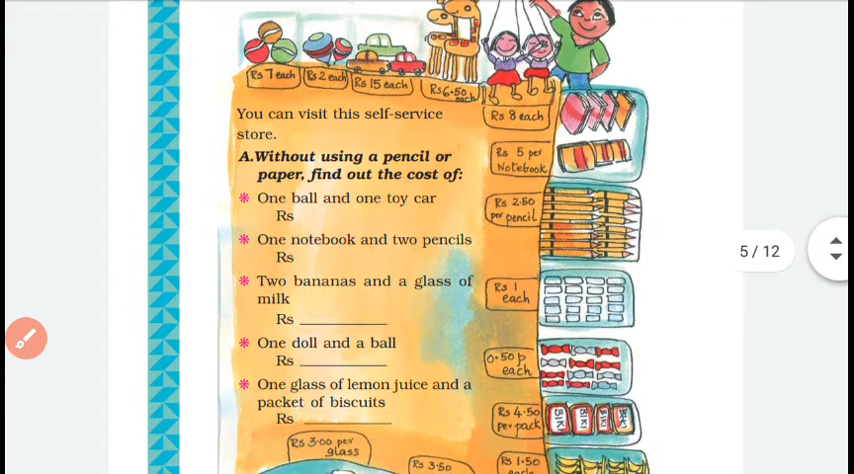 Rs 7 each
Rs 2 each
Rs 15 each
Rs 6.50 each
Rs 8 each
You can visit this self-service
store.
A. Without using a pencil or
paper, find out the cost of:
One ball and one toy car
Rs
One notebook and two pencils
Rs
Two bananas and a glass of
milk
Rs ___________
One doll and a ball
Rs ___________
One glass of lemon juice and a
packet of biscuits
Rs ___________
Rs 5 per
Notebook
Rs 2.50
per pencil
Rs 1
each
0.50 p
each
Rs 4.50
per pack
Rs 3.00 per
glass
Rs 3.50
Rs 1.50
5 / 12